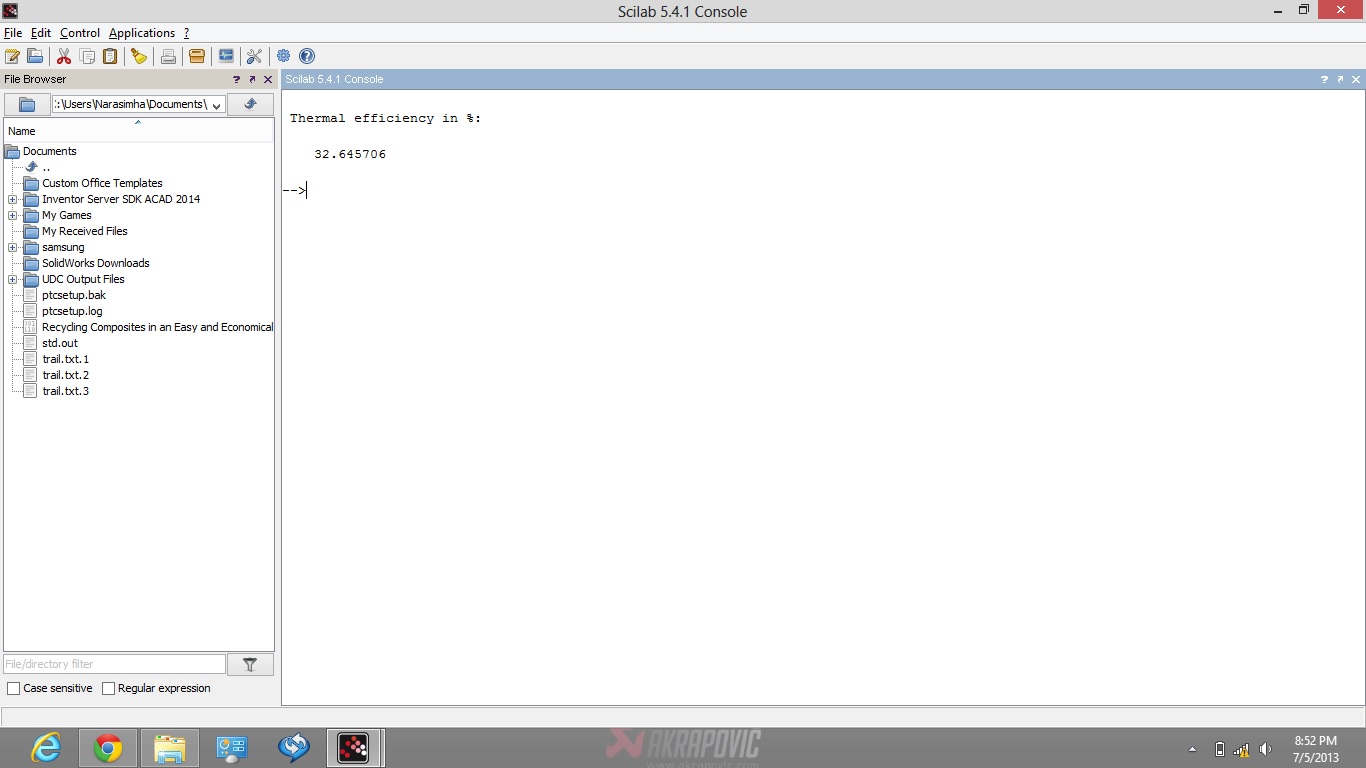 Scilab 5.4.1 Console
File Edit Control Applications ?
File Browser
Scilab 5.4.1 Console
:\Users\Narasimha\Documents\
Name
Documents
..
Custom Office Templates
Inventor Server SDK ACAD 2014
My Games
My Received Files
samsung
SolidWorks Downloads
UDC Output Files
ptcsetup.bak
ptcsetup.log
Recycling Composites in an Easy and Economical
std.out
trail.txt.1
trail.txt.2
trail.txt.3
Thermal efficiency in %:
32.645706
-->
File/directory filter
Case sensitive Regular expression
AKRAPOVIC
www.akrapovic.com
8:52 PM
7/5/2013